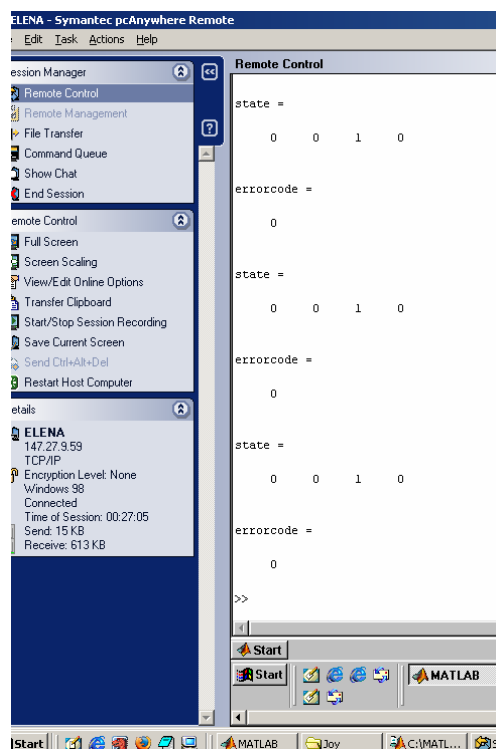 ELENA - Symantec pcAnywhere Remote
Edit Task Actions Help
ession Manager
Remote Control
Remote Management
File Transfer
Command Queue
Show Chat
End Session
emote Control
Full Screen
Screen Scaling
View/Edit Online Options
Transfer Clipboard
Start/Stop Session Recording
Save Current Screen
Send Ctrl+Alt+Del
Restart Host Computer
etails
ELENA
147.27.9.59
TCP/IP
Encryption Level: None
Windows 98
Connected
Time of Session: 00:27:05
Send: 15 KB
Receive: 613 KB
<<
?
Remote Control
state =
0 0 1 0
errorcode =
0
state =
0 0 1 0
errorcode =
0
state =
0 0 1 0
errorcode =
0
>>
Start
Start MATLAB
Start MATLAB Joy C:\MATL...